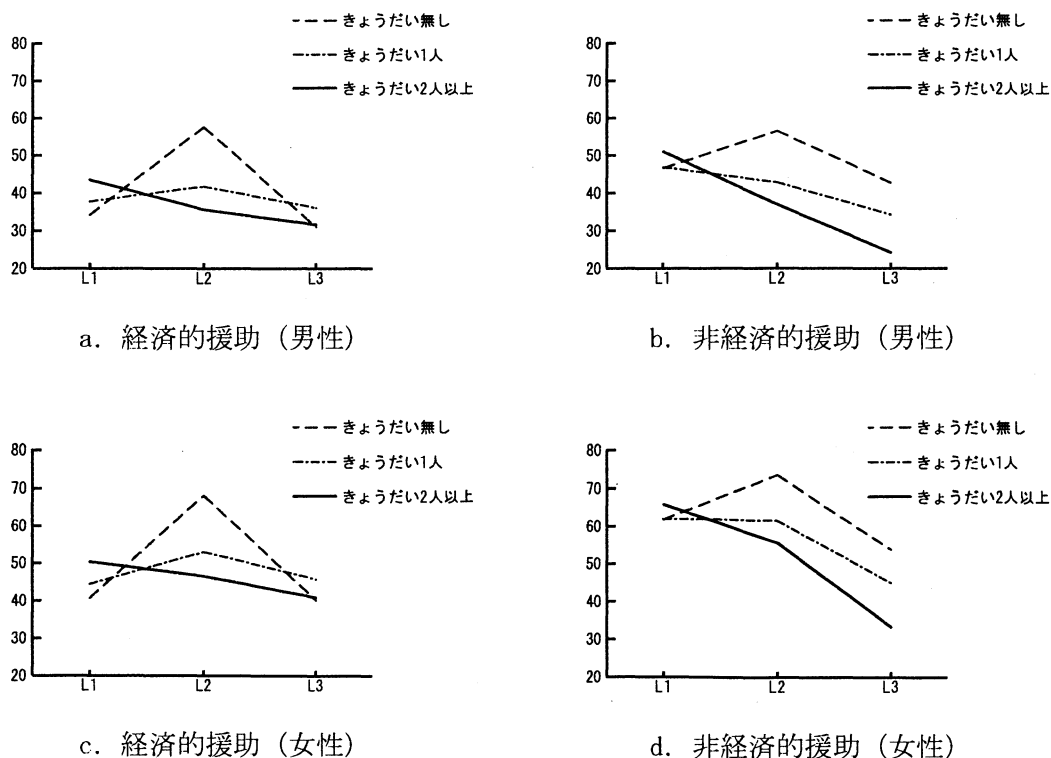 きょうだい無し
きょうだい1人
きょうだい2人以上
80
70
60
50
40
30
20
L1 L2 L3
a. 経済的援助（男性）
きょうだい無し
きょうだい1人
きょうだい2人以上
80
70
60
50
40
30
20
L1 L2 L3
b. 非経済的援助（男性）
きょうだい無し
きょうだい1人
きょうだい2人以上
80
70
60
50
40
30
20
L1 L2 L3
c. 経済的援助（女性）
きょうだい無し
きょうだい1人
きょうだい2人以上
80
70
60
50
40
30
20
L1 L2 L3
d. 非経済的援助（女性）